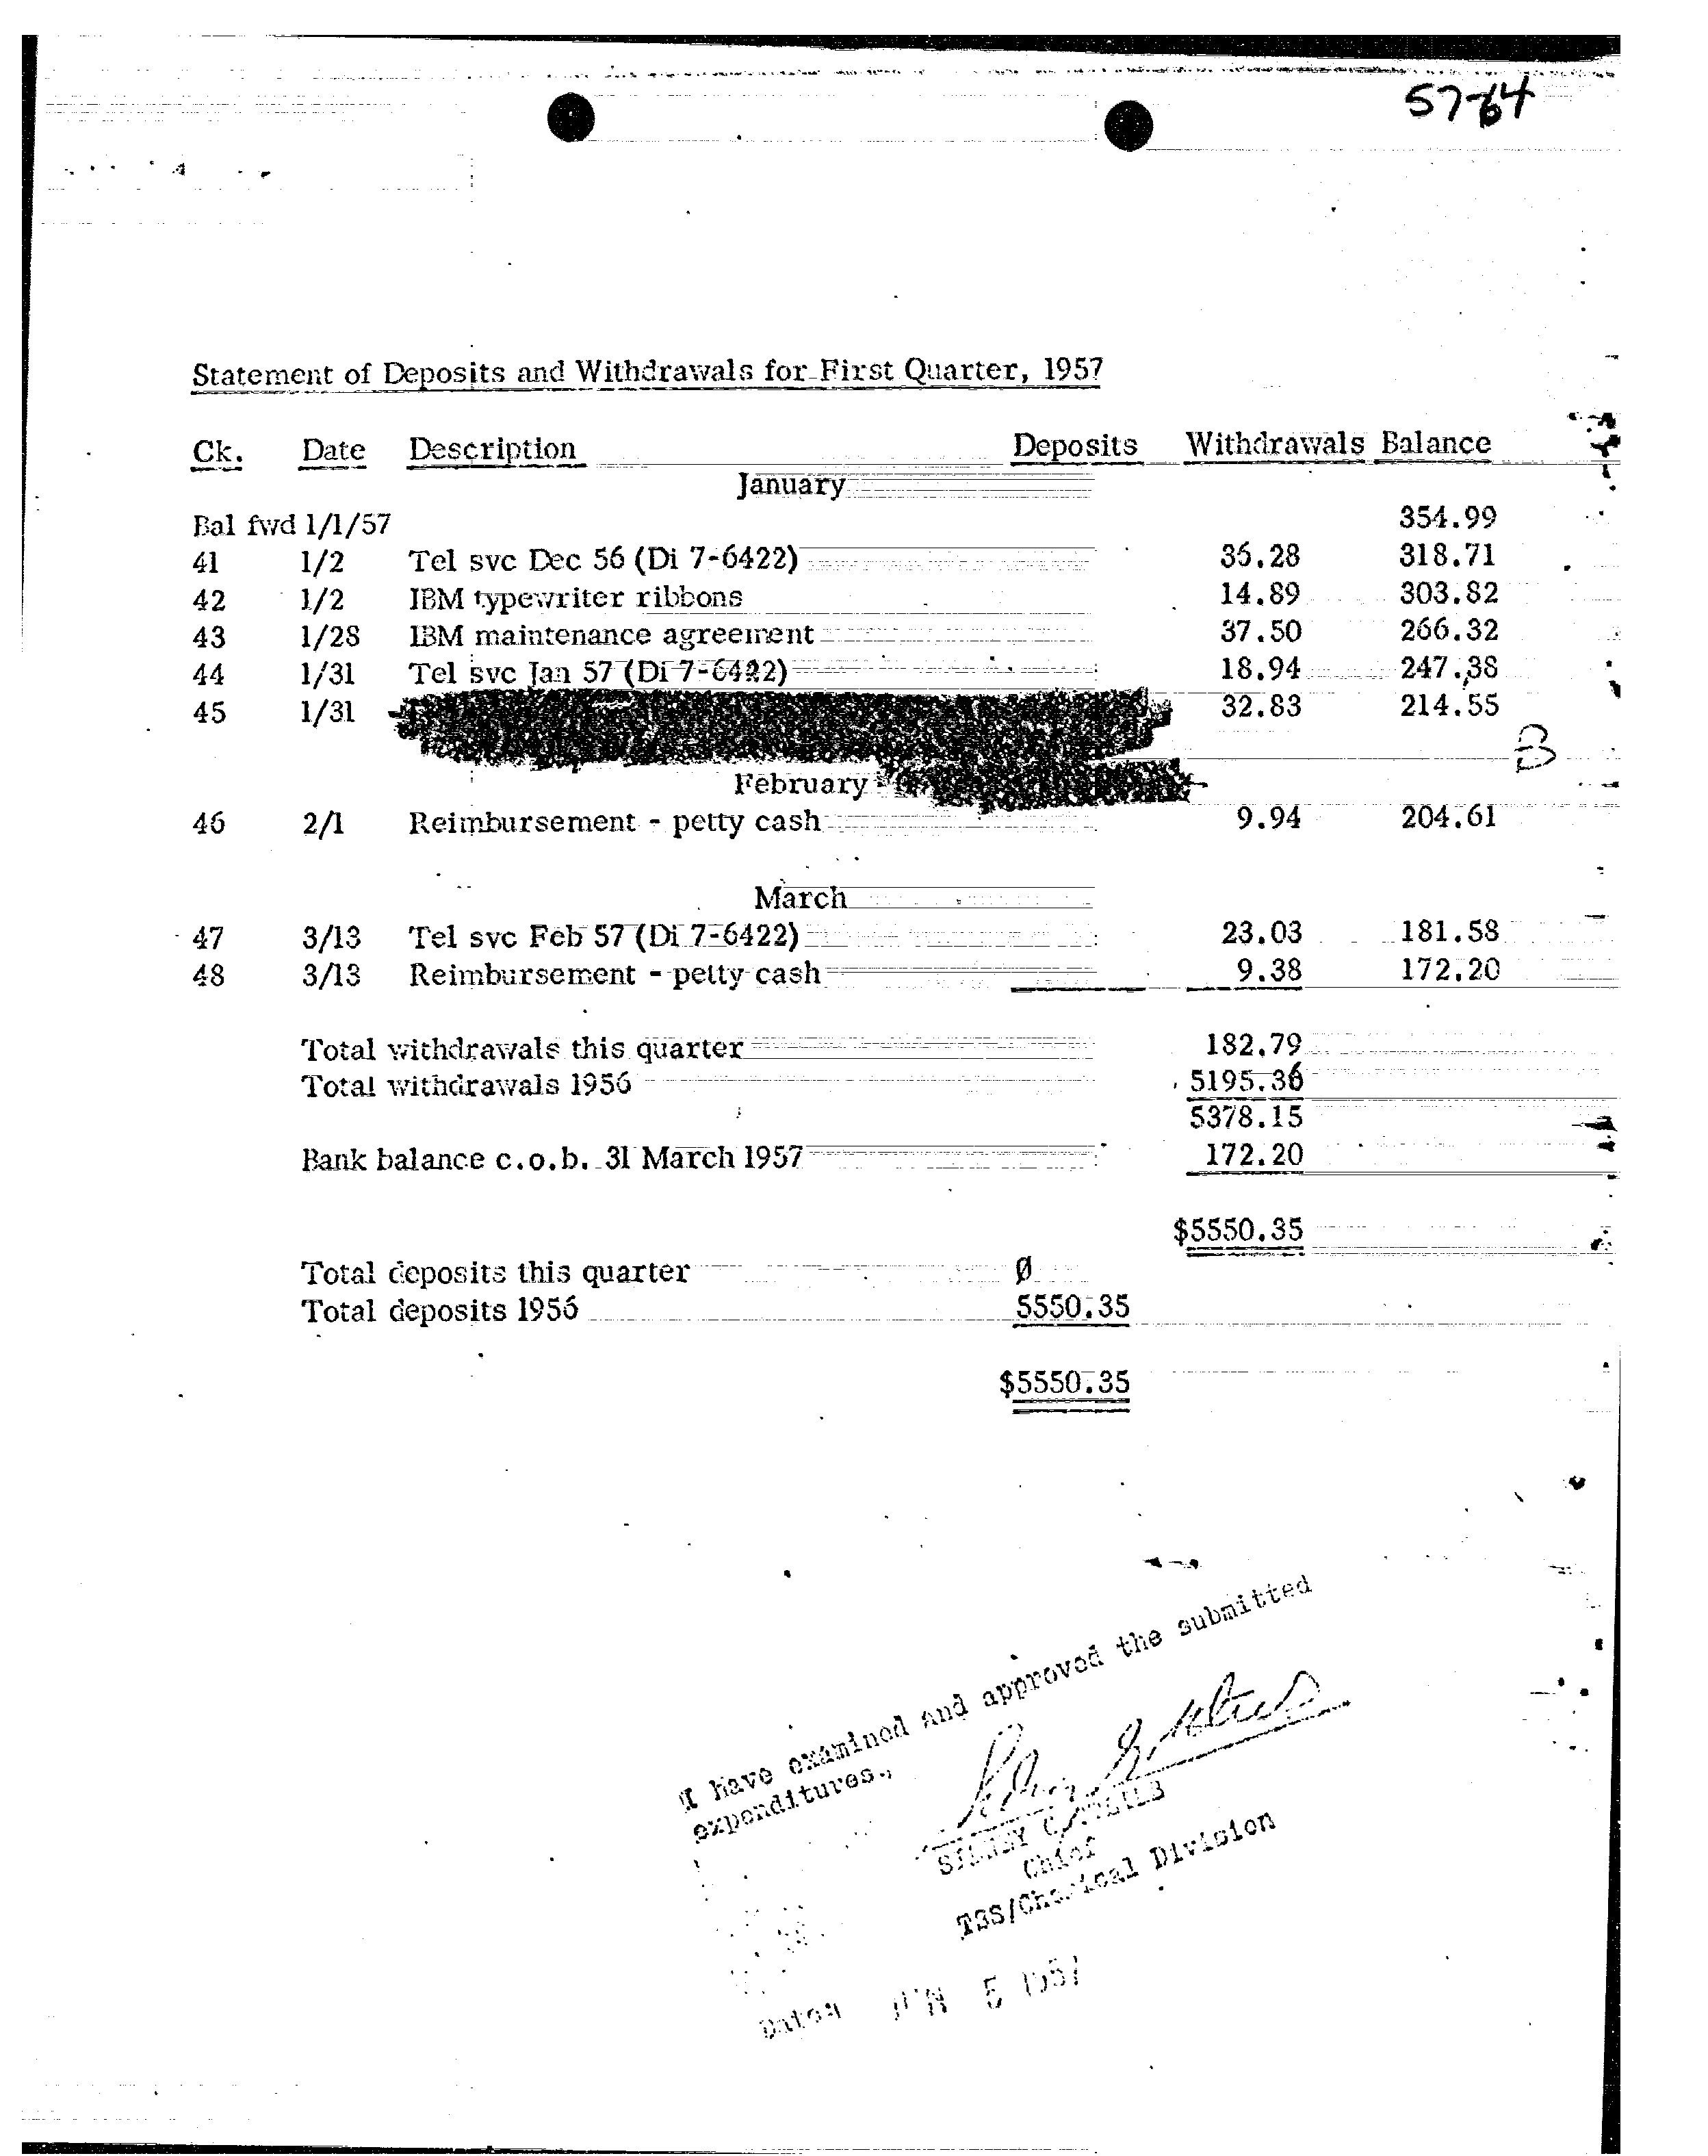 5764
Statement of Deposits and Withdrawals for First Quarter, 1957
Ck. Date Description Deposits Withdrawals Balance
January
Bal fwd 1/1/57 354.99
41 1/2 Tel svc Dec 56 (Di 7-6422) 36.28 318.71
42 1/2 IBM typewriter ribbons 14.89 303.82
43 1/28 IBM maintenance agreement 37.50 266.32
44 1/31 Tel svc Jan 57 (Di 7-6422) 18.94 247.38
45 1/31 32.83 214.55
B
February
46 2/1 Reimbursement - petty cash 9.94 204.61
March
47 3/13 Tel svc Feb 57 (Di 7-6422) 23.03 181.58
48 3/13 Reimbursement - petty cash 9.38 172.20
Total withdrawals this quarter 182.79
Total withdrawals 1956 5195.36
5378.15
Bank balance c.o.b. 31 March 1957 172.20
$5550.35
Total deposits this quarter Ø
Total deposits 1956 5550.35
$5550.35
I have examined and approved the submitted
expenditures.
Chief
TSS/Chemical Division
Date: JUN 5 1957